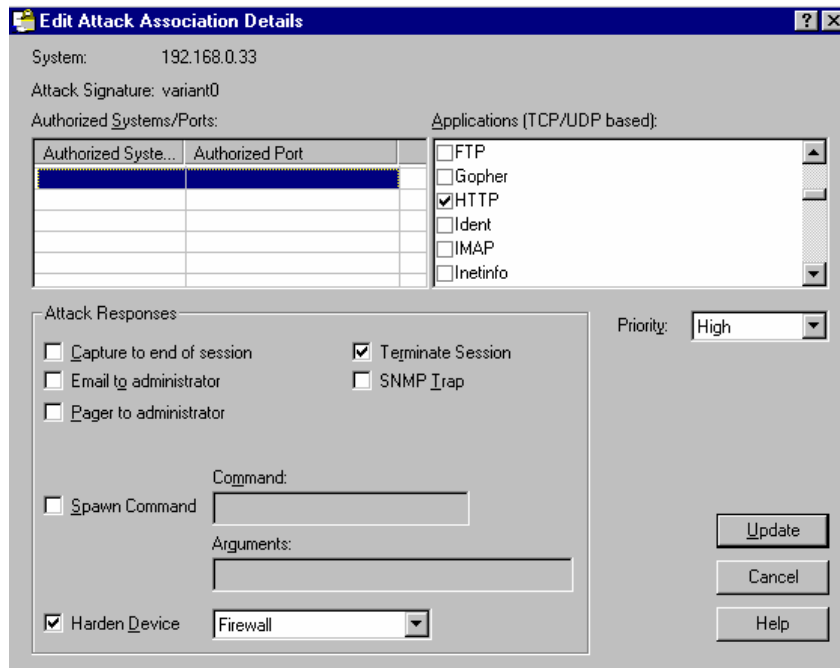 Edit Attack Association Details
System: 192.168.0.33
Attack Signature: variant0
Authorized Systems/Ports:
Authorized Syste... Authorized Port
Applications (TCP/UDP based):
FTP
Gopher
HTTP
Ident
IMAP
Inetinfo
Attack Responses
Capture to end of session
Terminate Session
Email to administrator
SNMP Trap
Pager to administrator
Priority: High
Command:
Spawn Command
Arguments:
Harden Device Firewall
Update
Cancel
Help